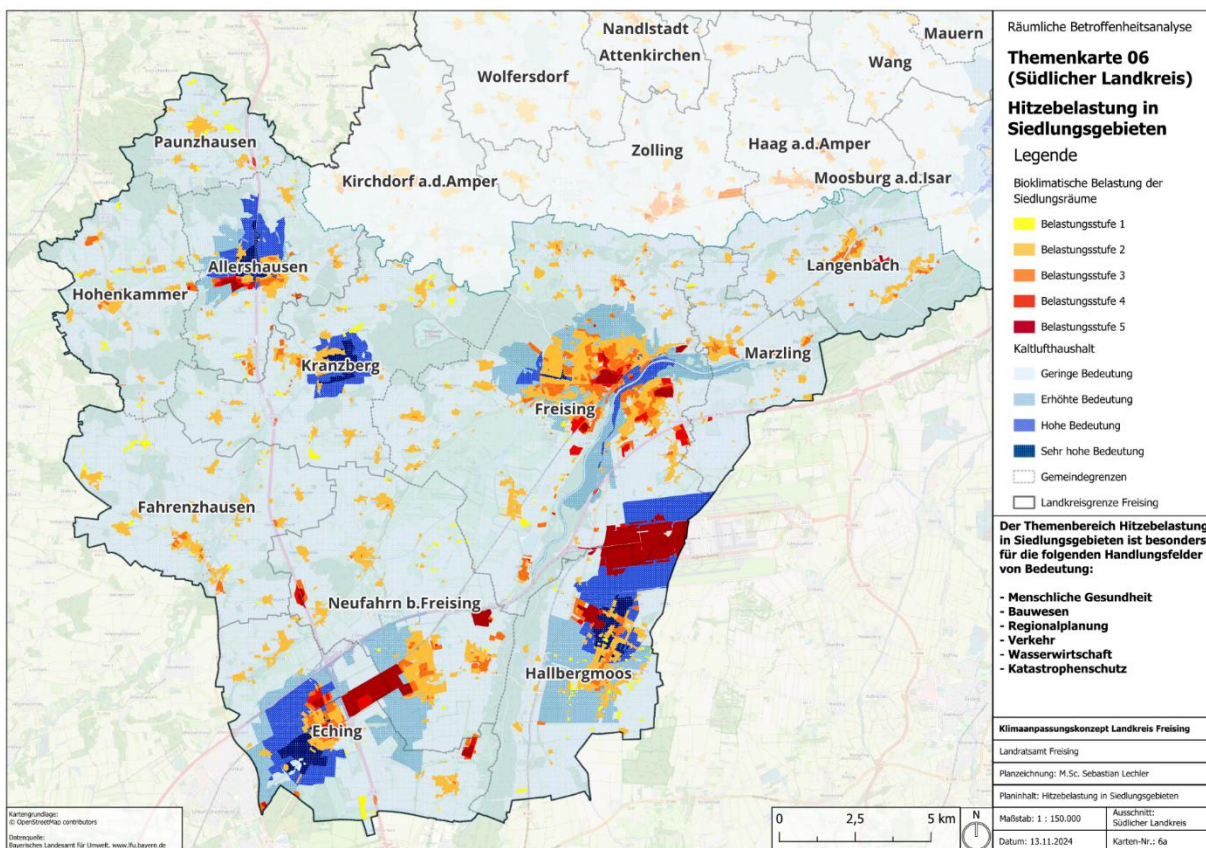 Nandlstadt
Attenkirchen
Mauern
Wang
Wolfersdorf
Paunzhausen
Zolling
Haag a.d.Amper
Kirchdorf a.d.Amper
Moosburg a.d.Isar
Allershausen
Langenbach
Hohenkammer
Kranzberg
Marzling
Freising
Fahrenzhausen
Neufahrn b.Freising
Hallbergmoos
Eching
Kartengrundlage:
© OpenStreetMap contributors
Datenquelle:
Bayerisches Landesamt für Umwelt, www.lfu.bayern.de
0 2,5 5 km
N
Räumliche Betroffenheitsanalyse
Themenkarte 06
(Südlicher Landkreis)
Hitzebelastung in
Siedlungsgebieten
Legende
Bioklimatische Belastung der
Siedlungsräume
Belastungsstufe 1
Belastungsstufe 2
Belastungsstufe 3
Belastungsstufe 4
Belastungsstufe 5
Kaltlufthaushalt
Geringe Bedeutung
Erhöhte Bedeutung
Hohe Bedeutung
Sehr hohe Bedeutung
Gemeindegrenzen
Landkreisgrenze Freising
Der Themenbereich Hitzebelastung
in Siedlungsgebieten ist besonders
für die folgenden Handlungsfelder
von Bedeutung:
- Menschliche Gesundheit
- Bauwesen
- Regionalplanung
- Verkehr
- Wasserwirtschaft
- Katastrophenschutz
Klimaanpassungskonzept Landkreis Freising
Landratsamt Freising
Planzeichnung: M.Sc. Sebastian Lechler
Planinhalt: Hitzebelastung in Siedlungsgebieten
Maßstab: 1 : 150.000
Ausschnitt:
Südlicher Landkreis
Datum: 13.11.2024
Karten-Nr.: 6a